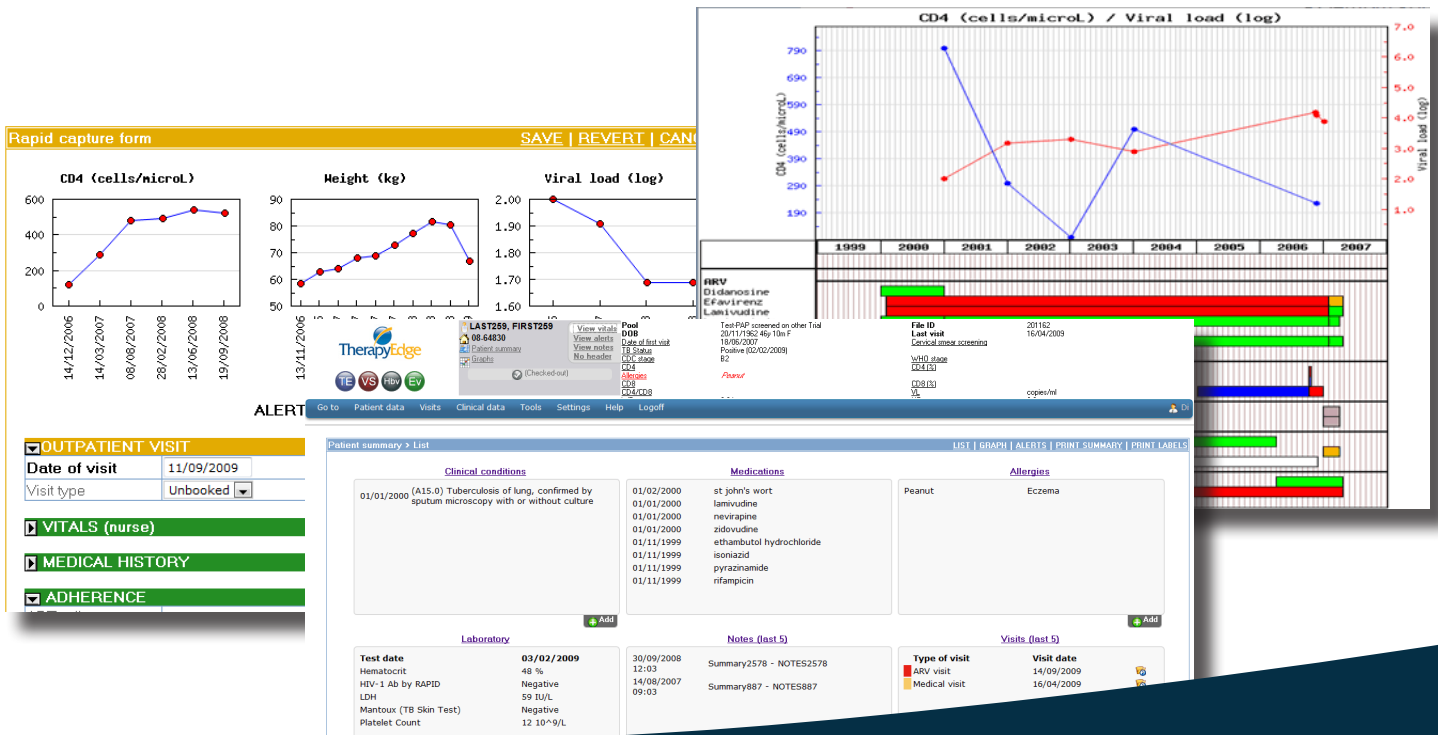 CD4 (cells/microL) / Viral load (log)
7.0
6.0
5.0
4.0
3.0
2.0
1.0
Viral load (log)
790
690
590
490
390
290
190
CD4 (cells/microL)
1999 2000 2001 2002 2003 2004 2005 2006 2007
ARV
Didanosine
Efavirenz
Lamivudine
Rapid capture form SAVE | REVERT | CAN
CD4 (cells/microL)
600
400
200
0
14/12/2006
14/03/2007
08/08/2007
28/02/2008
13/06/2008
19/09/2008
Weight (kg)
90
80
70
60
50
13/11/2006
Viral load (log)
2.00
1.90
1.80
1.70
1.60
ALERT
OUTPATIENT VISIT
Date of visit 11/09/2009
Visit type Unbooked
VITALS (nurse)
MEDICAL HISTORY
ADHERENCE
TherapyEdge
TE VS Hbv Ev
LAST259, FIRST259
08-64830
Patient summary
Graphs
(Checked-out)
View vitals
View alerts
View notes
No header
Pool Test-PAP screened on other Trial
DOB 20/11/1962 46y 10m F
Date of first visit 18/06/2007
TB Status Positive (02/02/2009)
CDC stage B2
CD4
Allergies Peanut
CD8
CD4/CD8
File ID 201162
Last visit 16/04/2009
Cervical smear screening
WHO stage
CD4 (%)
CD8 (%)
VL copies/ml
Go to Patient data Visits Clinical data Tools Settings Help Logoff Di
Patient summary > List LIST | GRAPH | ALERTS | PRINT SUMMARY | PRINT LABELS
Clinical conditions
01/01/2000 (A15.0) Tuberculosis of lung, confirmed by
sputum microscopy with or without culture
Add
Medications
01/02/2000 st john's wort
01/01/2000 lamivudine
01/01/2000 nevirapine
01/01/2000 zidovudine
01/11/1999 ethambutol hydrochloride
01/11/1999 isoniazid
01/11/1999 pyrazinamide
01/11/1999 rifampicin
Allergies
Peanut Eczema
Add
Laboratory
Test date 03/02/2009
Hematocrit 48 %
HIV-1 Ab by RAPID Negative
LDH 59 IU/L
Mantoux (TB Skin Test) Negative
Platelet Count 12 10^9/L
Notes (last 5)
30/09/2008
12:03
Summary2578 - NOTES2578
14/08/2007
09:03
Summary887 - NOTES887
Visits (last 5)
Type of visit Visit date
ARV visit 14/09/2009
Medical visit 16/04/2009